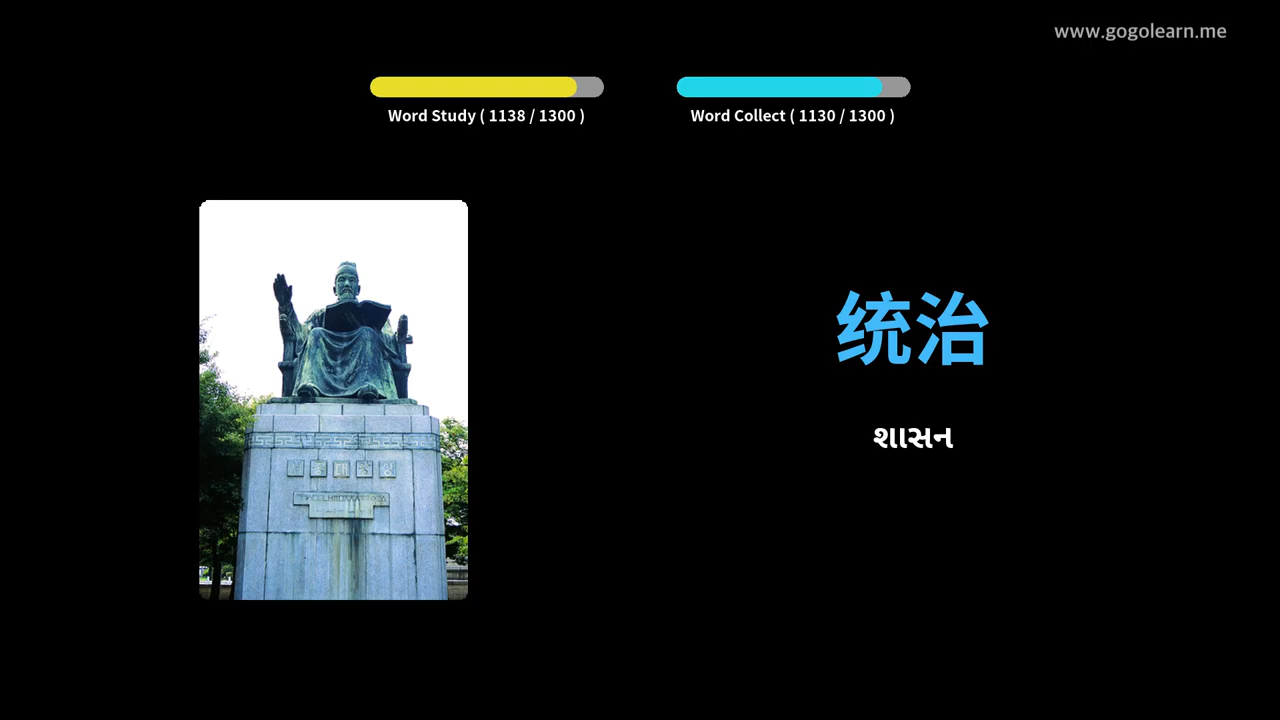 www.gogolearn.me
Word Study ( 1138 / 1300 )
Word Collect ( 1130 / 1300 )
统治
શાસન